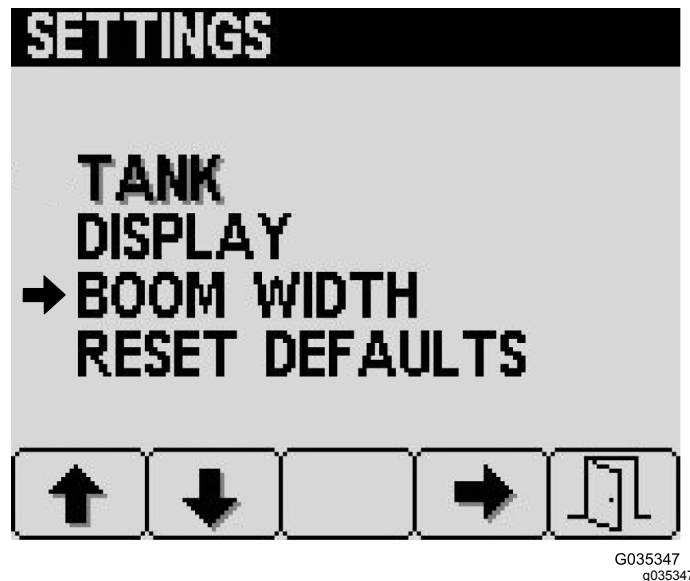 SETTINGS
TANK
DISPLAY
BOOM WIDTH
RESET DEFAULTS
G035347
g035347